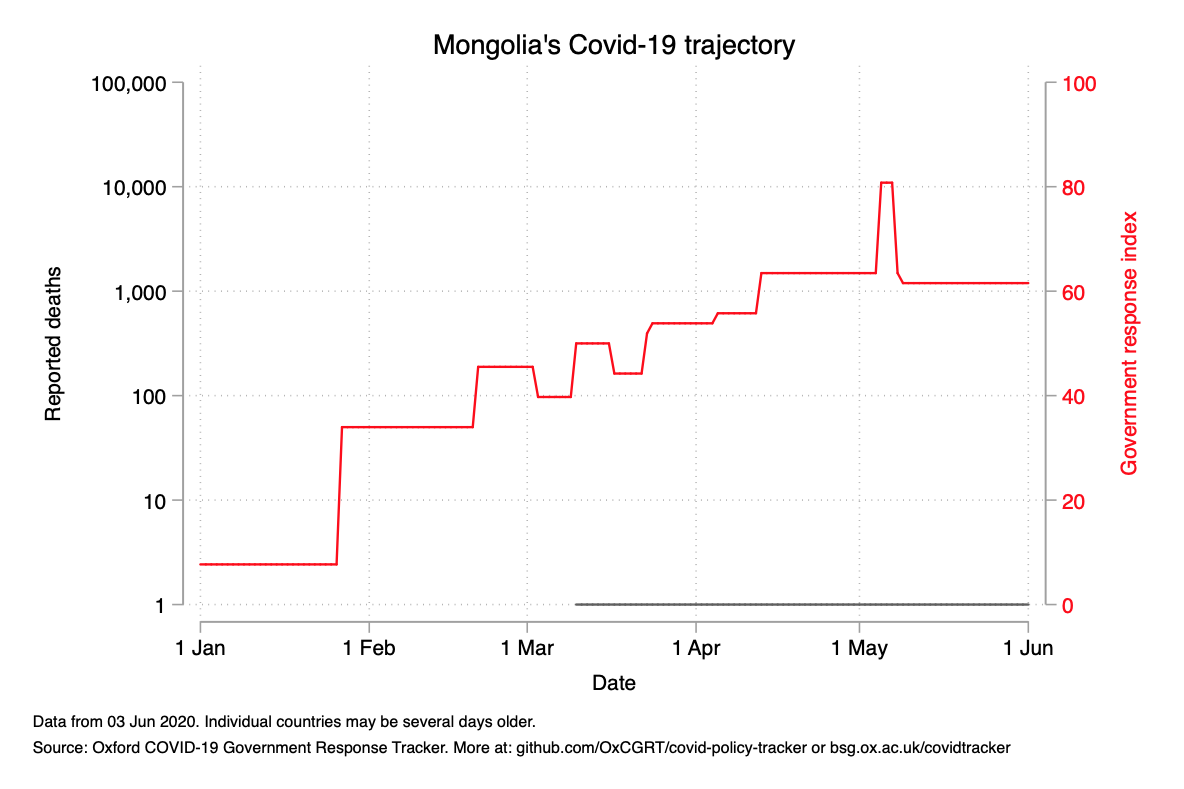 Mongolia's Covid-19 trajectory
100,000
10,000
1,000
100
10
1
Reported deaths
100
80
60
40
20
0
Government response index
1 Jan 1 Feb 1 Mar 1 Apr 1 May 1 Jun
Date
Data from 03 Jun 2020. Individual countries may be several days older.
Source: Oxford COVID-19 Government Response Tracker. More at: github.com/OxCGRT/covid-policy-tracker or bsg.ox.ac.uk/covidtracker